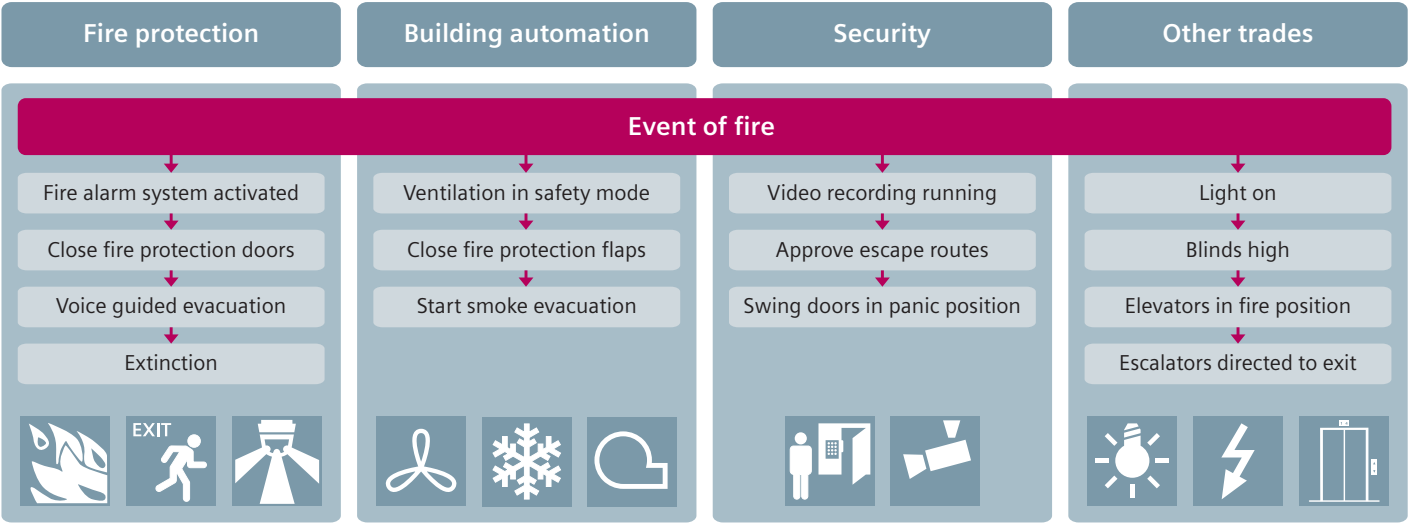 Fire protection
Building automation
Security
Other trades
Event of fire
Fire alarm system activated
Close fire protection doors
Voice guided evacuation
Extinction
EXIT
Ventilation in safety mode
Close fire protection flaps
Start smoke evacuation
Video recording running
Approve escape routes
Swing doors in panic position
Light on
Blinds high
Elevators in fire position
Escalators directed to exit